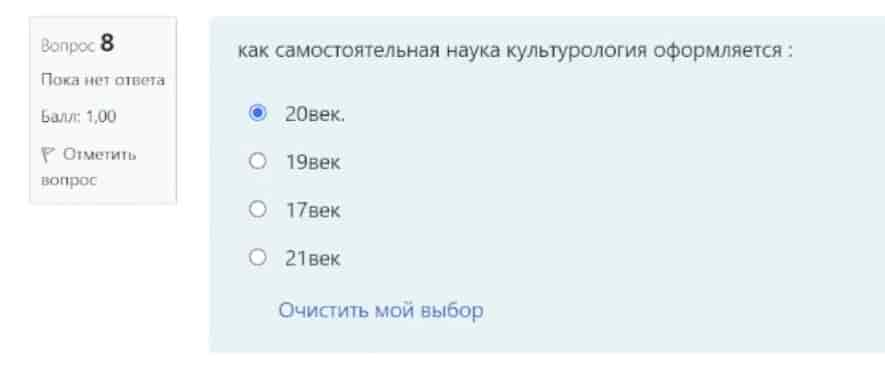 Вопрос 8
Пока нет ответа
Балл: 1,00
Отметить
вопрос
как самостоятельная наука культурология оформляется :
20век.
19век
17век
21век
Очистить мой выбор